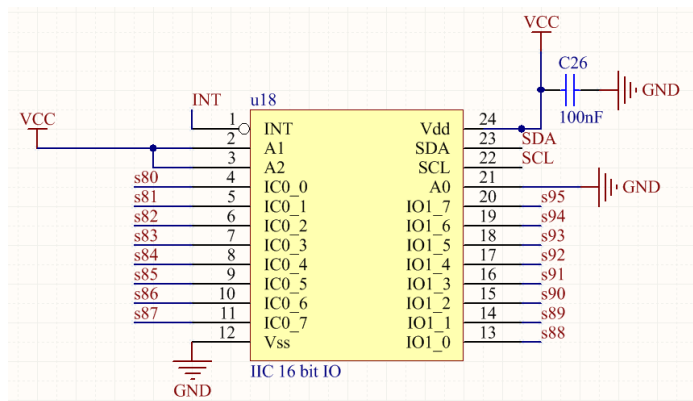 VCC
C26
GND
100nF
INT
u18
VCC
1 INT Vdd 24
2 A1 SDA 23 SDA
3 A2 SCL 22 SCL
s80 4 IC0_0 A0 21 GND
s81 5 IC0_1 IO1_7 20 s95
s82 6 IC0_2 IO1_6 19 s94
s83 7 IC0_3 IO1_5 18 s93
s84 8 IC0_4 IO1_4 17 s92
s85 9 IC0_5 IO1_3 16 s91
s86 10 IC0_6 IO1_2 15 s90
s87 11 IC0_7 IO1_1 14 s89
12 Vss IO1_0 13 s88
IIC 16 bit IO
GND